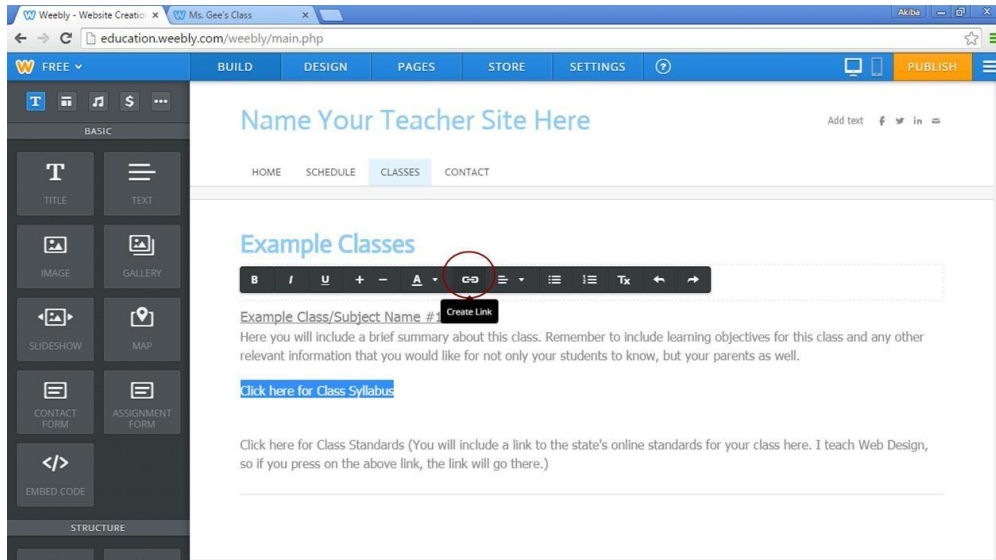 Weebly - Website Creatio
Ms. Gee's Class
Akiba
education.weebly.com/weebly/main.php
FREE
BUILD
DESIGN
PAGES
STORE
SETTINGS
?
PUBLISH
T
$
BASIC
T
TITLE
TEXT
IMAGE
GALLERY
SLIDESHOW
MAP
CONTACT
FORM
ASSIGNMENT
FORM
</>
EMBED CODE
STRUCTURE
Name Your Teacher Site Here
Add text f in
HOME
SCHEDULE
CLASSES
CONTACT
Example Classes
B I U + − A Tx
Create Link
Example Class/Subject Name #1
Here you will include a brief summary about this class. Remember to include learning objectives for this class and any other
relevant information that you would like for not only your students to know, but your parents as well.
Click here for Class Syllabus
Click here for Class Standards (You will include a link to the state's online standards for your class here. I teach Web Design,
so if you press on the above link, the link will go there.)